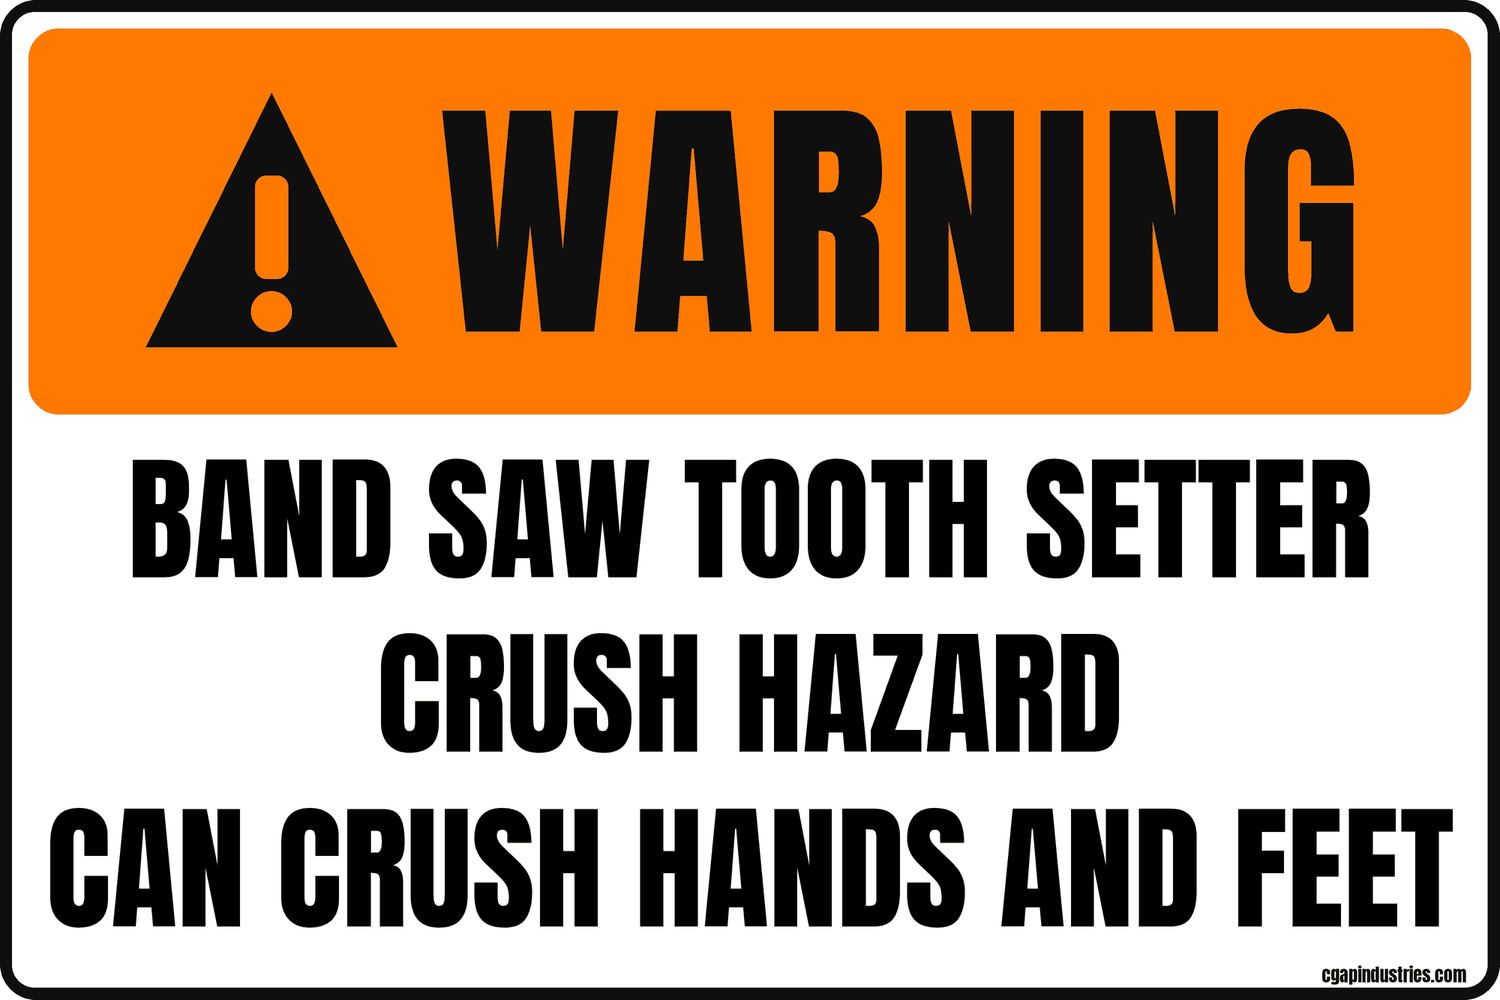 WARNING
BAND SAW TOOTH SETTER
CRUSH HAZARD
CAN CRUSH HANDS AND FEET
cgapindustries.com